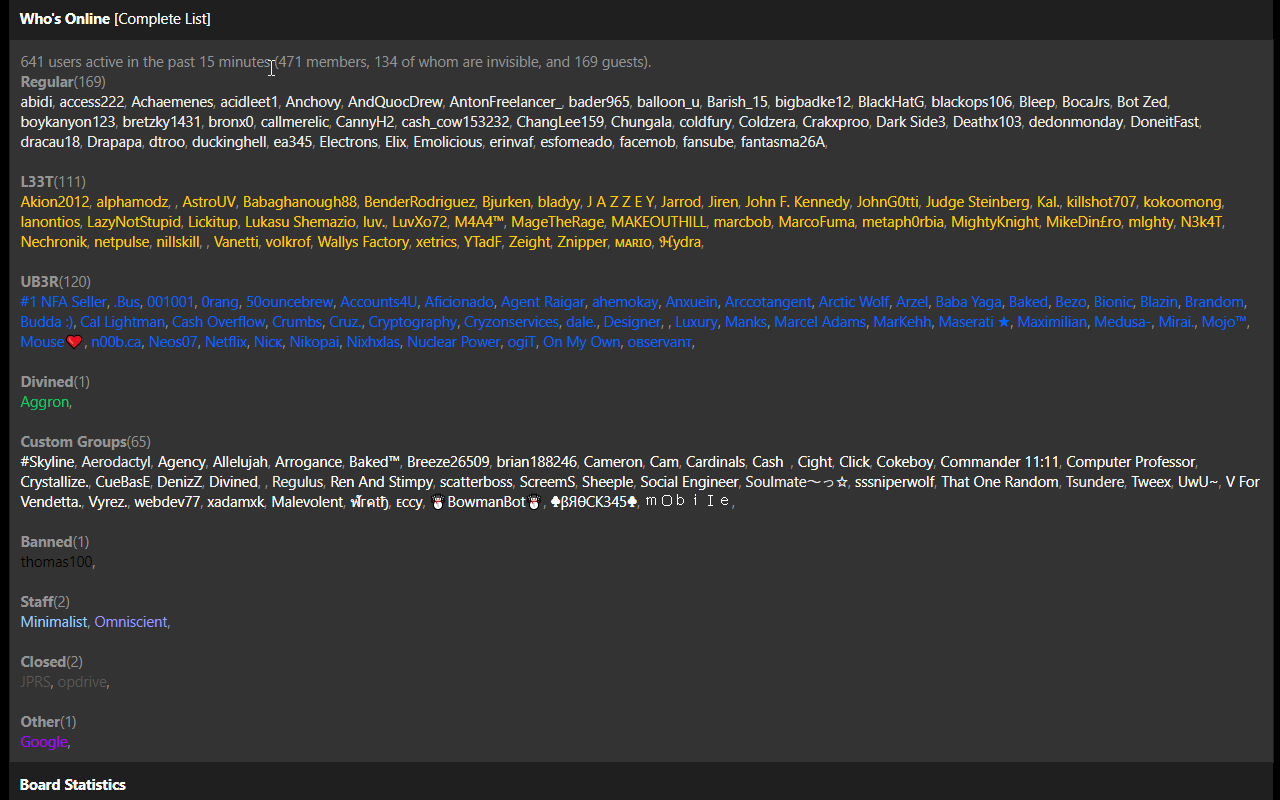 Who's Online [Complete List]
641 users active in the past 15 minutes (471 members, 134 of whom are invisible, and 169 guests).
Regular(169)
abidi, access222, Achaemenes, acidleet1, Anchovy, AndQuocDrew, AntonFreelancer_, bader965, balloon_u, Barish_15, bigbadke12, BlackHatG, blackops106, Bleep, BocaJrs, Bot Zed,
boykanyon123, bretzky1431, bronx0, callmerelic, CannyH2, cash_cow153232, ChangLee159, Chungala, coldfury, Coldzera, Crakxproo, Dark Side3, Deathx103, dedonmonday, DoneitFast,
dracau18, Drapapa, dtroo, duckinghell, ea345, Electrons, Elix, Emolicious, erinvaf, esfomeado, facemob, fansube, fantasma26A,
L33T(111)
Akion2012, alphamodz, , AstroUV, Babaghanough88, BenderRodriguez, Bjurken, bladyy, J A Z Z E Y, Jarrod, Jiren, John F. Kennedy, JohnG0tti, Judge Steinberg, Kal., killshot707, kokoomong,
lanontios, LazyNotStupid, Lickitup, Lukasu Shemazio, luv., LuvXo72, M4A4™, MageTheRage, MAKEOUTHILL, marcbob, MarcoFuma, metaph0rbia, MightyKnight, MikeDin£ro, mlghty, N3k4T,
Nechronik, netpulse, nillskill, , Vanetti, volkrof, Wallys Factory, xetrics, YTadF, Zeight, Znipper, ᴍᴀʀɪᴏ, ℌydra,
UB3R(120)
#1 NFA Seller, .Bus, 001001, 0rang, 50ouncebrew, Accounts4U, Aficionado, Agent Raigar, ahemokay, Anxuein, Arccotangent, Arctic Wolf, Arzel, Baba Yaga, Baked, Bezo, Bionic, Blazin, Brandom,
Budda :), Cal Lightman, Cash Overflow, Crumbs, Cruz., Cryptography, Cryzonservices, dale., Designer, , Luxury, Manks, Marcel Adams, MarKehh, Maserati ★, Maximilian, Medusa-, Mirai., Mojo™,
Mouse❤, n00b.ca, Neos07, Netflix, Nicĸ, Nikopai, Nixhxlas, Nuclear Power, ogiT, On My Own, oʙservanт,
Divined(1)
Aggron,
Custom Groups(65)
#Skyline, Aerodactyl, Agency, Allelujah, Arrogance, Baked™, Breeze26509, brian188246, Cameron, Cam, Cardinals, Cash , Cight, Click, Cokeboy, Commander 11:11, Computer Professor,
Crystallize., CueBasE, DenizZ, Divined, , Regulus, Ren And Stimpy, scatterboss, ScreemS, Sheeple, Social Engineer, Soulmate〜っ☆, sssniperwolf, That One Random, Tsundere, Tweex, UwU~, V For
Vendetta., Vyrez., webdev77, xadamxk, Malevolent, ฬโгคเђ, εccy, ☃BowmanBot☃, ♣βЯθCK345♣, ｍＯｂｉＩｅ,
Banned(1)
thomas100,
Staff(2)
Minimalist, Omniscient,
Closed(2)
JPRS, opdrive,
Other(1)
Google,
Board Statistics